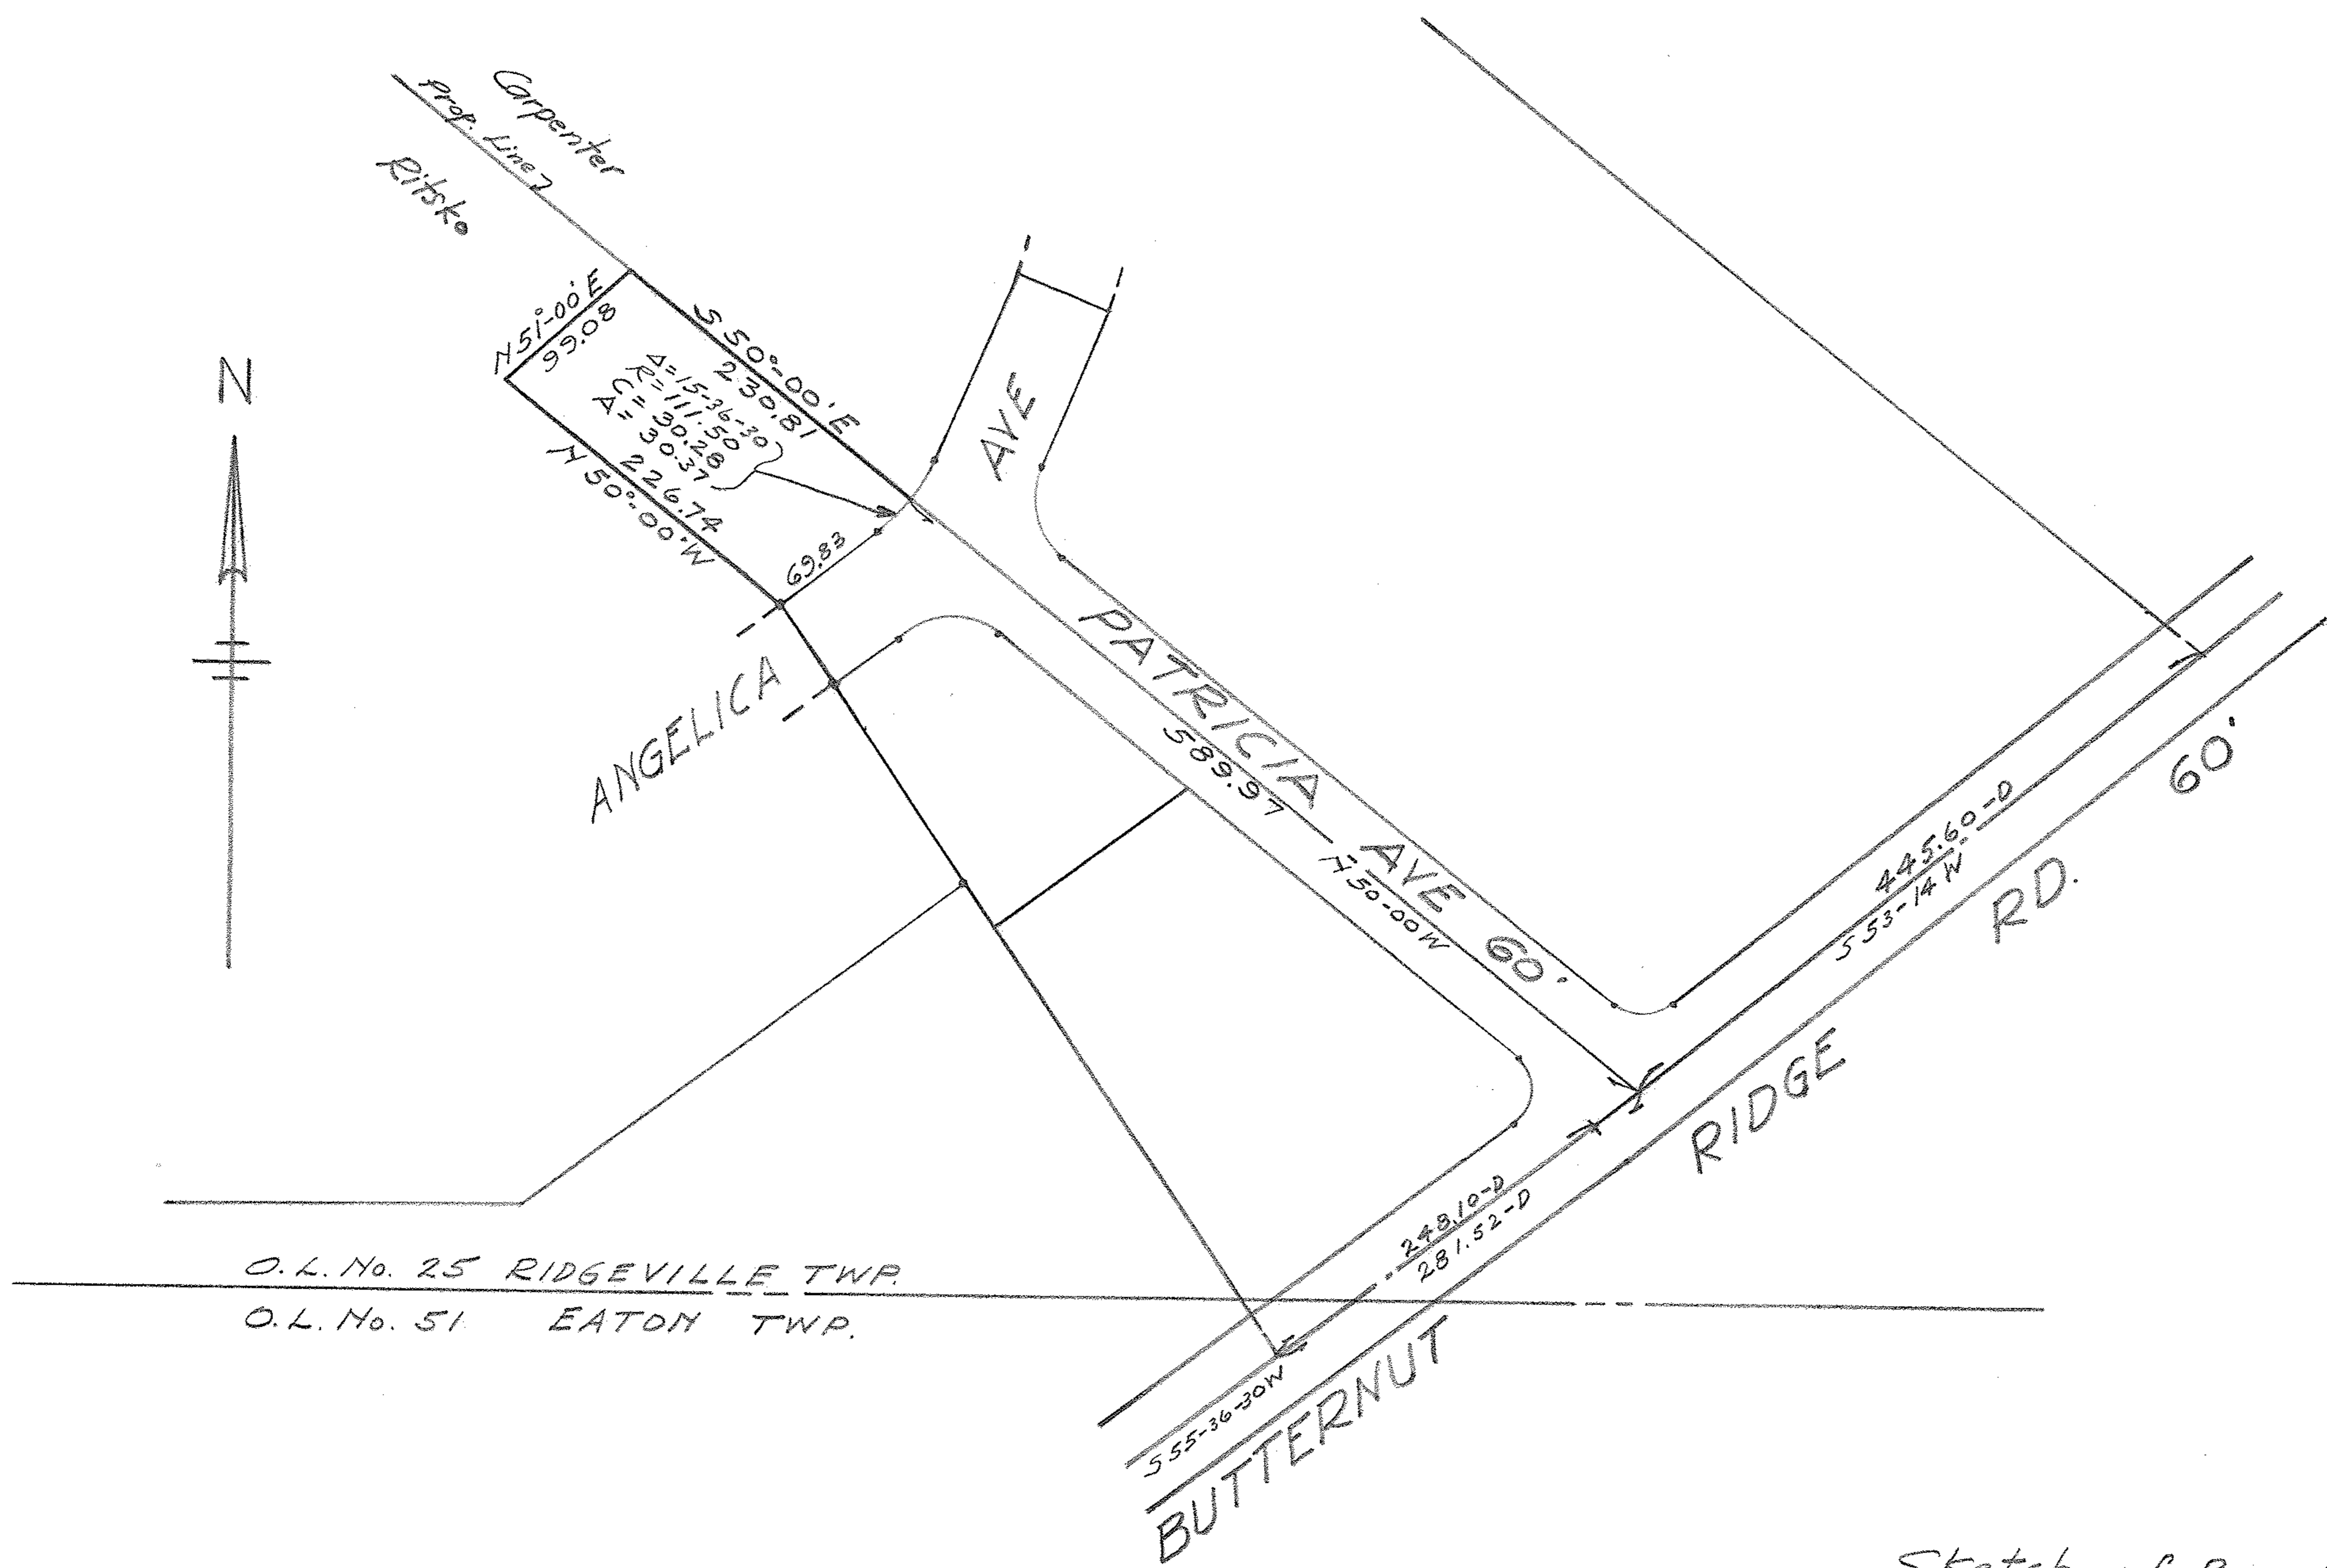 Carpenter
Prop. Line
Ritsko
N
N 51°-00' E
99.08
S 50°-00' E
230.81
Δ=15-36-30
R=111.50
C = 30.28
A = 30.37
226.74
N 50°-00' W
69.83
AVE
ANGELICA
PATRICIA AVE 60'
589.97
N 50-00 W
445.60-D
S 53-14 W
60'
BUTTERNUT RIDGE RD.
248.10-D
281.52-D
S 55-36-30 W
O.L. No. 25 RIDGEVILLE TWP.
O.L. No. 51 EATON TWP.
Sketch of